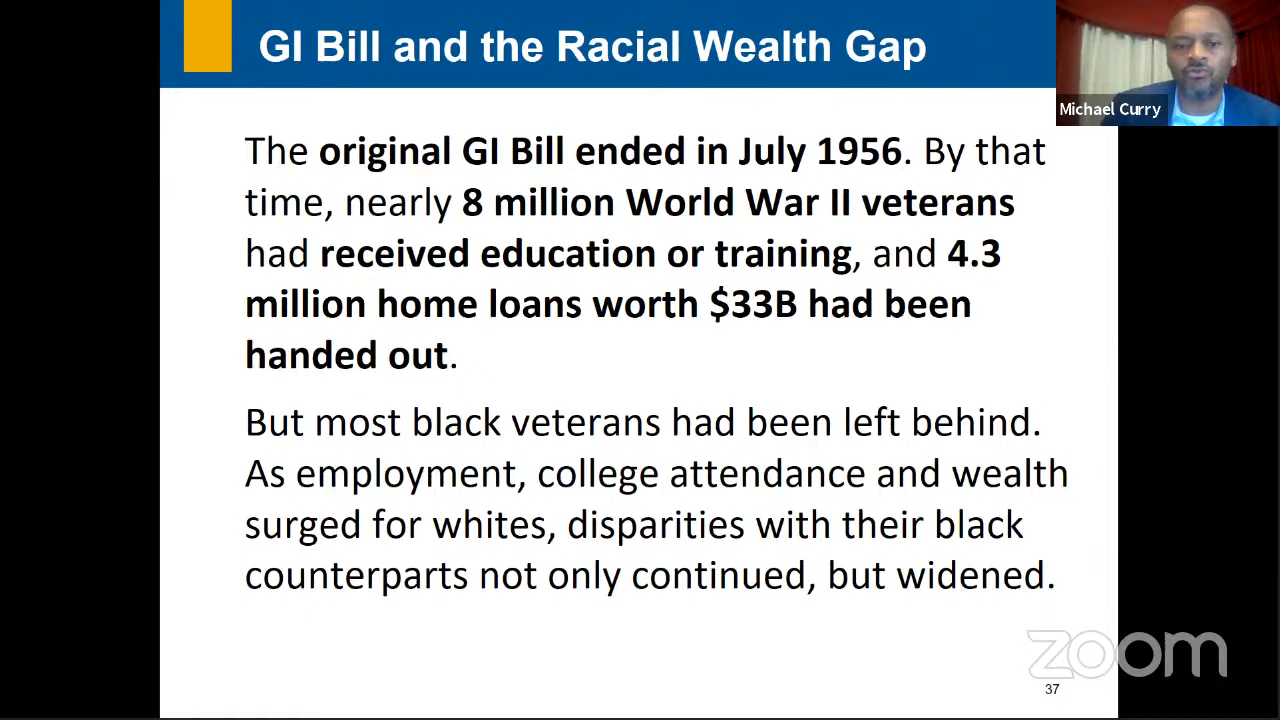 GI Bill and the Racial Wealth Gap
Michael Curry
The original GI Bill ended in July 1956. By that
time, nearly 8 million World War II veterans
had received education or training, and 4.3
million home loans worth $33B had been
handed out.
But most black veterans had been left behind.
As employment, college attendance and wealth
surged for whites, disparities with their black
counterparts not only continued, but widened.
zoom
37